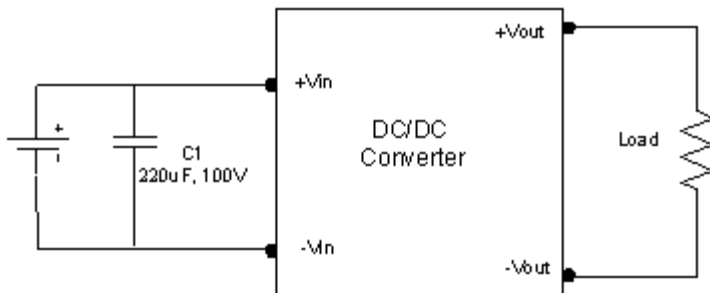 +Vout
+Vin
DC/DC
Converter
Load
C1
220uF, 100V
-Vin
-Vout